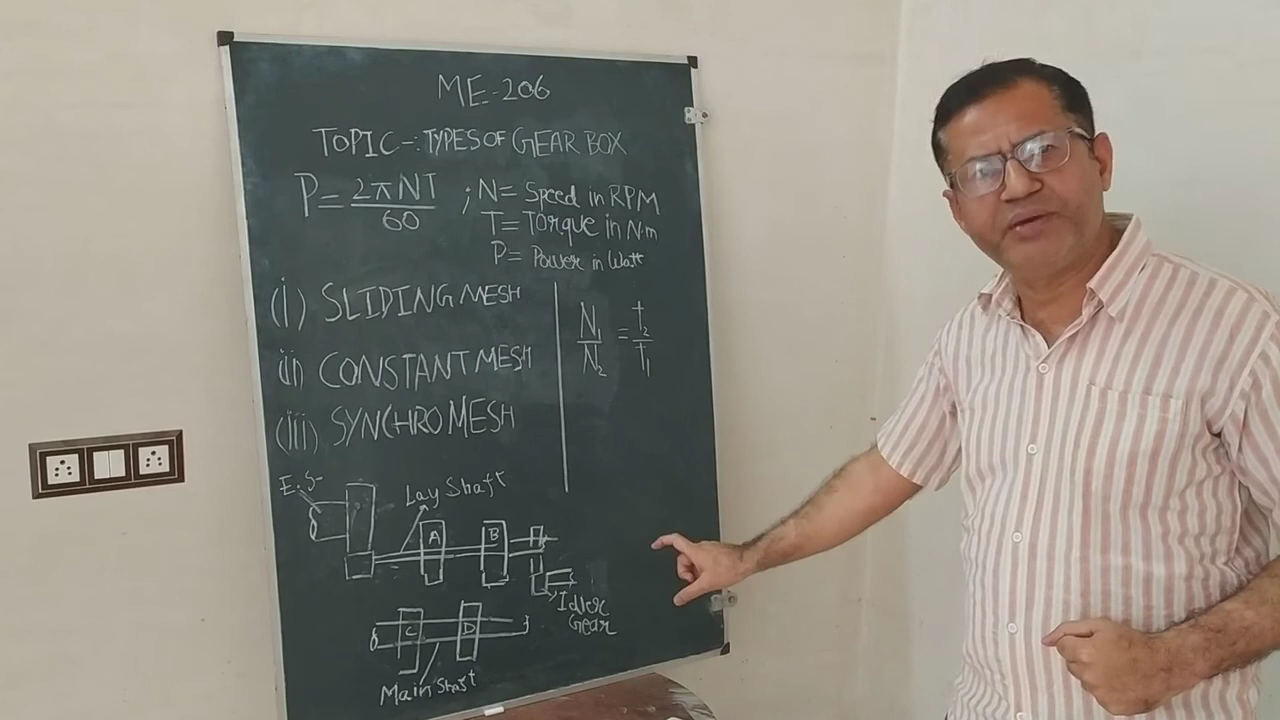 ME-206
TOPIC-: TYPES OF GEAR BOX
P= 2πNT/60 ; N= Speed in RPM
T= Torque in N.m
P= Power in Watt
(i) SLIDING MESH
(ii) CONSTANT MESH
(iii) SYNCHROMESH
N₁/N₂ = t₂/t₁
E.S-
Lay Shaft
A
B
Idler
Gear
C
D
Main Shaft